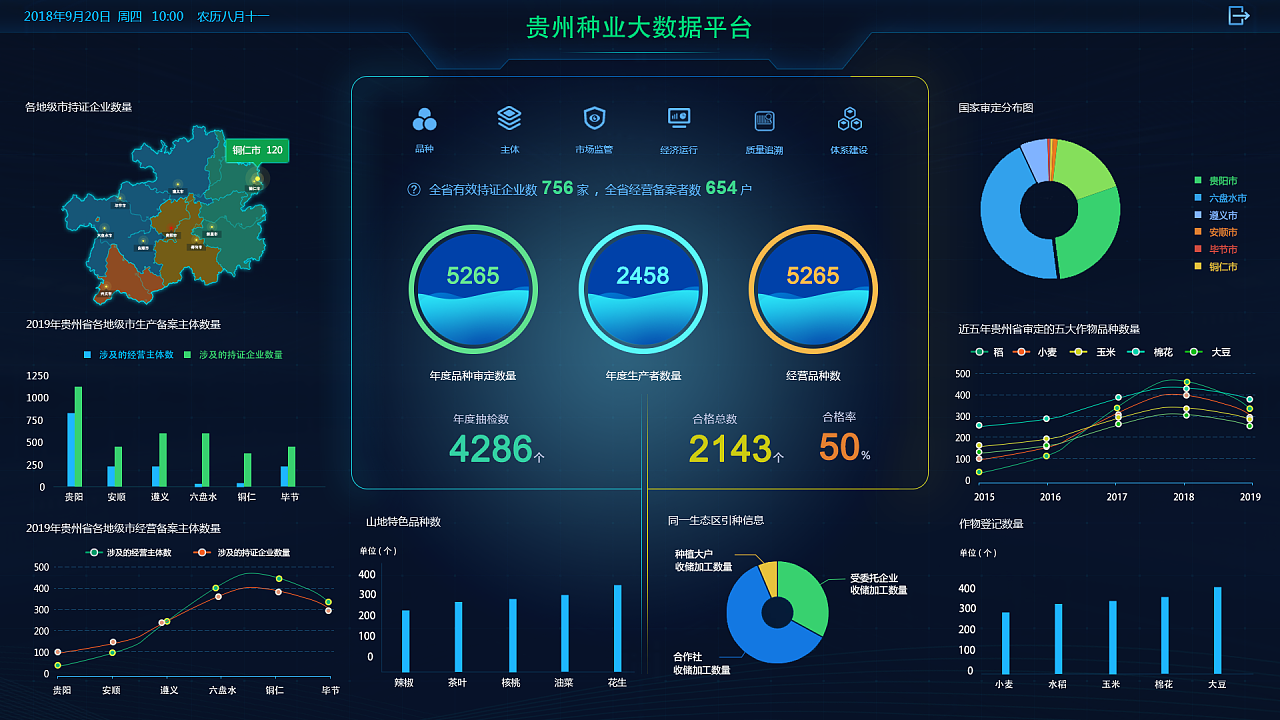 2018年9月20日 周四 10:00 农历八月十一
贵州种业大数据平台
各地级市持证企业数量
铜仁市 120
2019年贵州省各地级市生产备案主体数量
涉及的经营主体数 涉及的持证企业数量
1250
1000
750
500
250
0
贵阳 安顺 遵义 六盘水 铜仁 毕节
2019年贵州省各地级市经营备案主体数量
涉及的经营主体数 涉及的持证企业数量
500
400
300
200
100
0
贵阳 安顺 遵义 六盘水 铜仁 毕节
品种 主体 市场监管 经济运行 质量追溯 体系建设
? 全省有效持证企业数 756 家 , 全省经营备案者数 654 户
5265 2458 5265
年度品种审定数量 年度生产者数量 经营品种数
年度抽检数 合格总数 合格率
4286个 2143个 50%
山地特色品种数
单位 ( 个 )
400
300
200
100
0
辣椒 茶叶 核桃 油菜 花生
同一生态区引种信息
种植大户
收储加工数量
受委托企业
收储加工数量
合作社
收储加工数量
国家审定分布图
贵阳市
六盘水市
遵义市
安顺市
毕节市
铜仁市
近五年贵州省审定的五大作物品种数量
稻 小麦 玉米 棉花 大豆
500
400
300
200
100
0
2015 2016 2017 2018 2019
作物登记数量
单位 ( 个 )
400
300
200
100
0
小麦 水稻 玉米 棉花 大豆